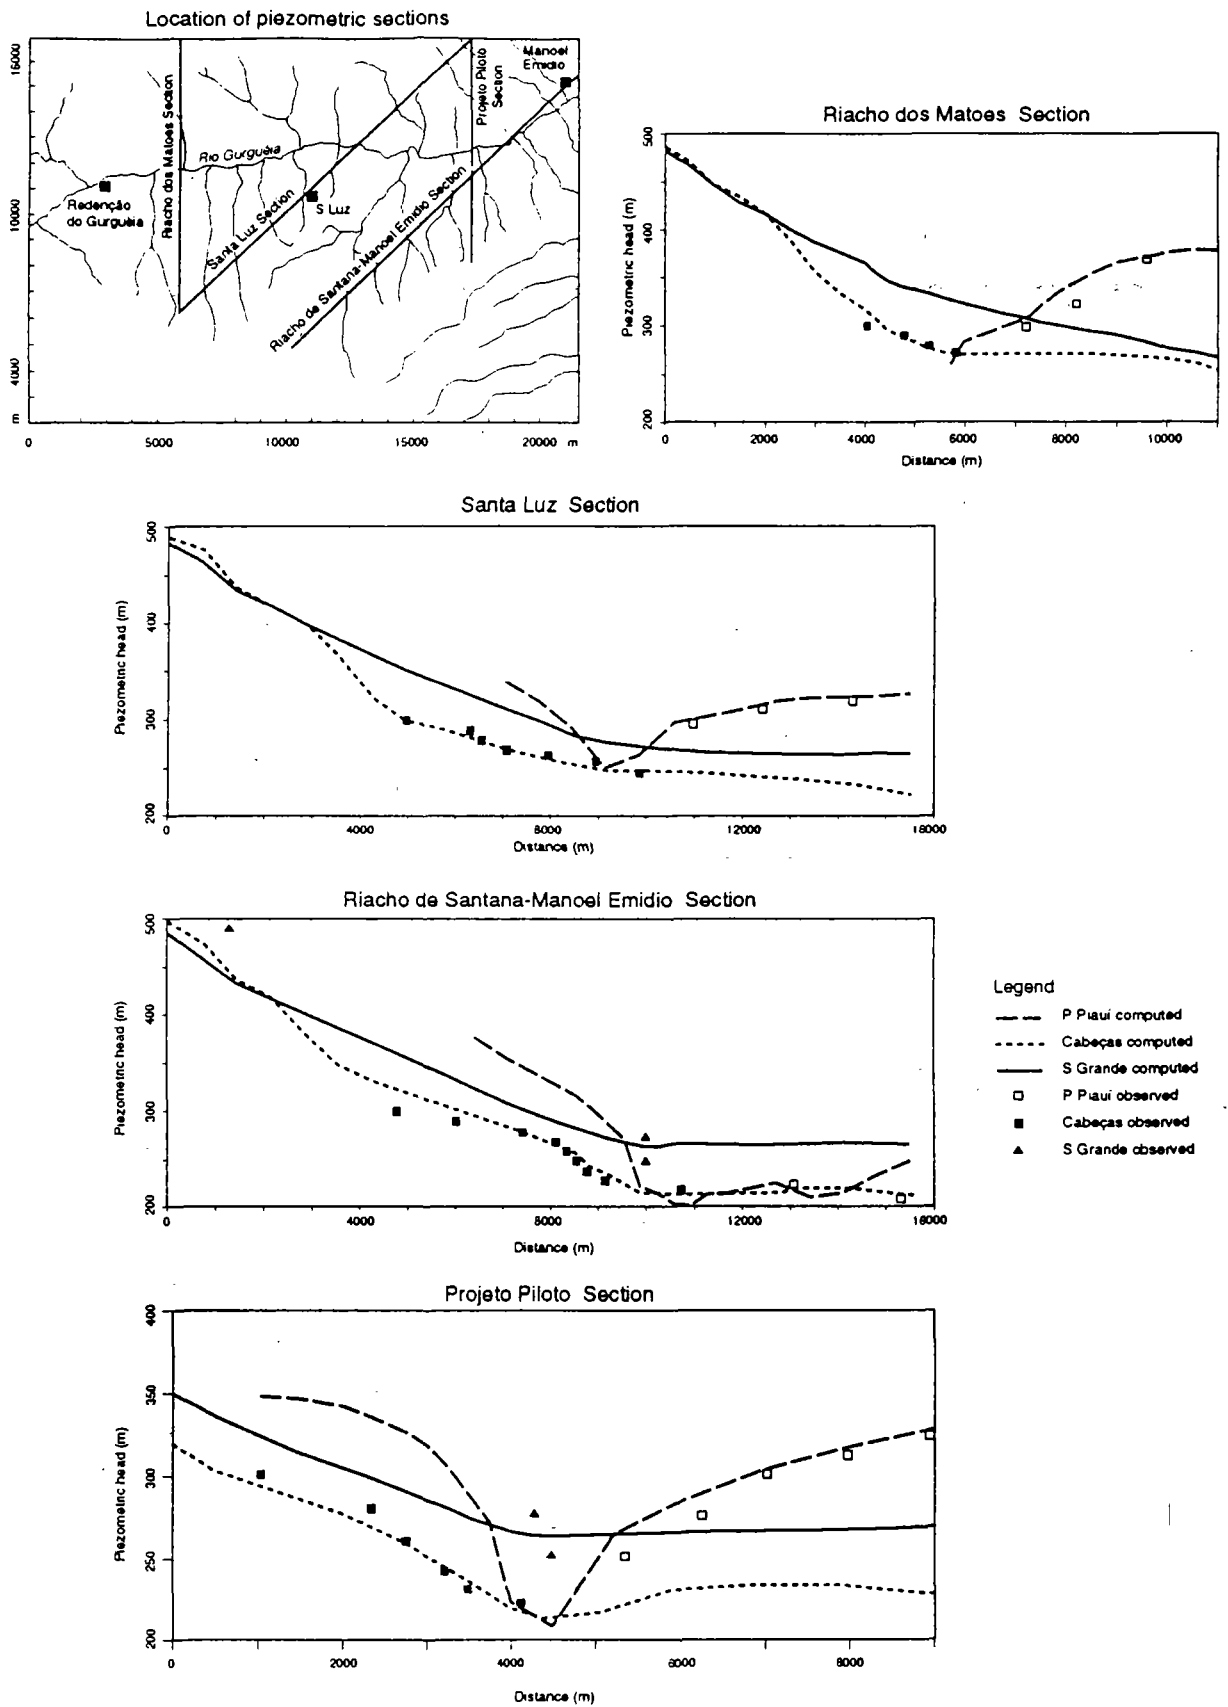 Location of piezometric sections
16000
10000
4000
m
0
5000
10000
15000
20000 m
Manoel
Emidio
Projeto Piloto
Section
Riacho dos Matoes Section
Rio Gurguéia
Redenção
do Gurguéia
S Luz
Santa Luz Section
Riacho de Santana-Manoel Emidio Section
Riacho dos Matoes Section
Piezometric head (m)
500
400
300
200
0
2000
4000
6000
8000
10000
Distance (m)
Santa Luz Section
Piezometric head (m)
500
400
300
200
0
4000
8000
12000
16000
Distance (m)
Riacho de Santana-Manoel Emidio Section
Piezometric head (m)
500
400
300
200
0
4000
8000
12000
16000
Distance (m)
Legend
P Piauí computed
Cabeças computed
S Grande computed
P Piauí observed
Cabeças observed
S Grande observed
Projeto Piloto Section
Piezometric head (m)
400
350
300
250
200
0
2000
4000
6000
8000
Distance (m)